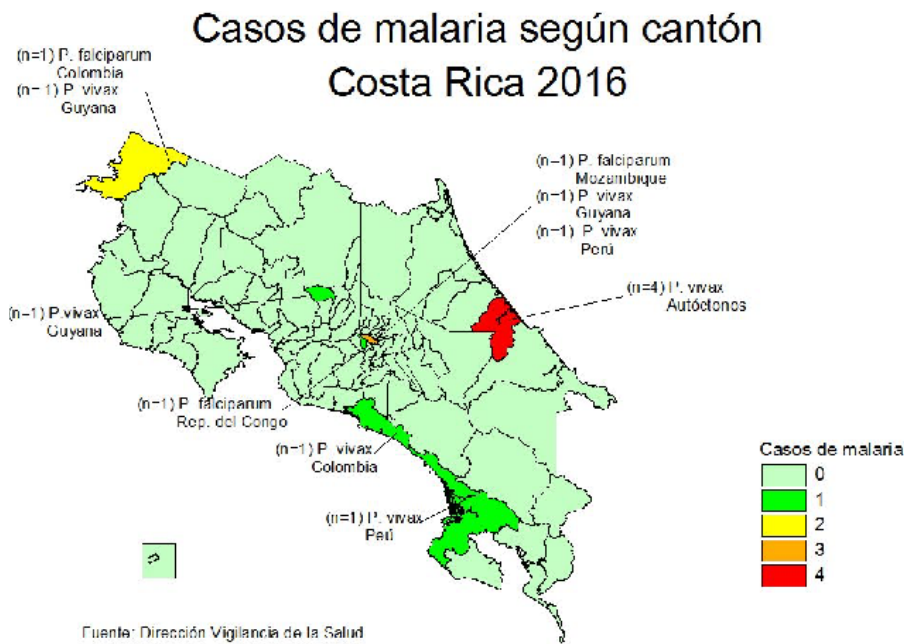 Casos de malaria según cantón
Costa Rica 2016
(n=1) P. falciparum
Colombia
(n=1) P. vivax
Guyana
(n=1) P. falciparum
Mozambique
(n=1) P. vivax
Guyana
(n=1) P. vivax
Perú
(n=4) P. vivax
Autóctonos
(n=1) P.vivax
Guyana
(n=1) P. falciparum
Rep. del Congo
(n=1) P. vivax
Colombia
(n=1) P. vivax
Perú
Casos de malaria
0
1
2
3
4
Fuente: Dirección Vigilancia de la Salud